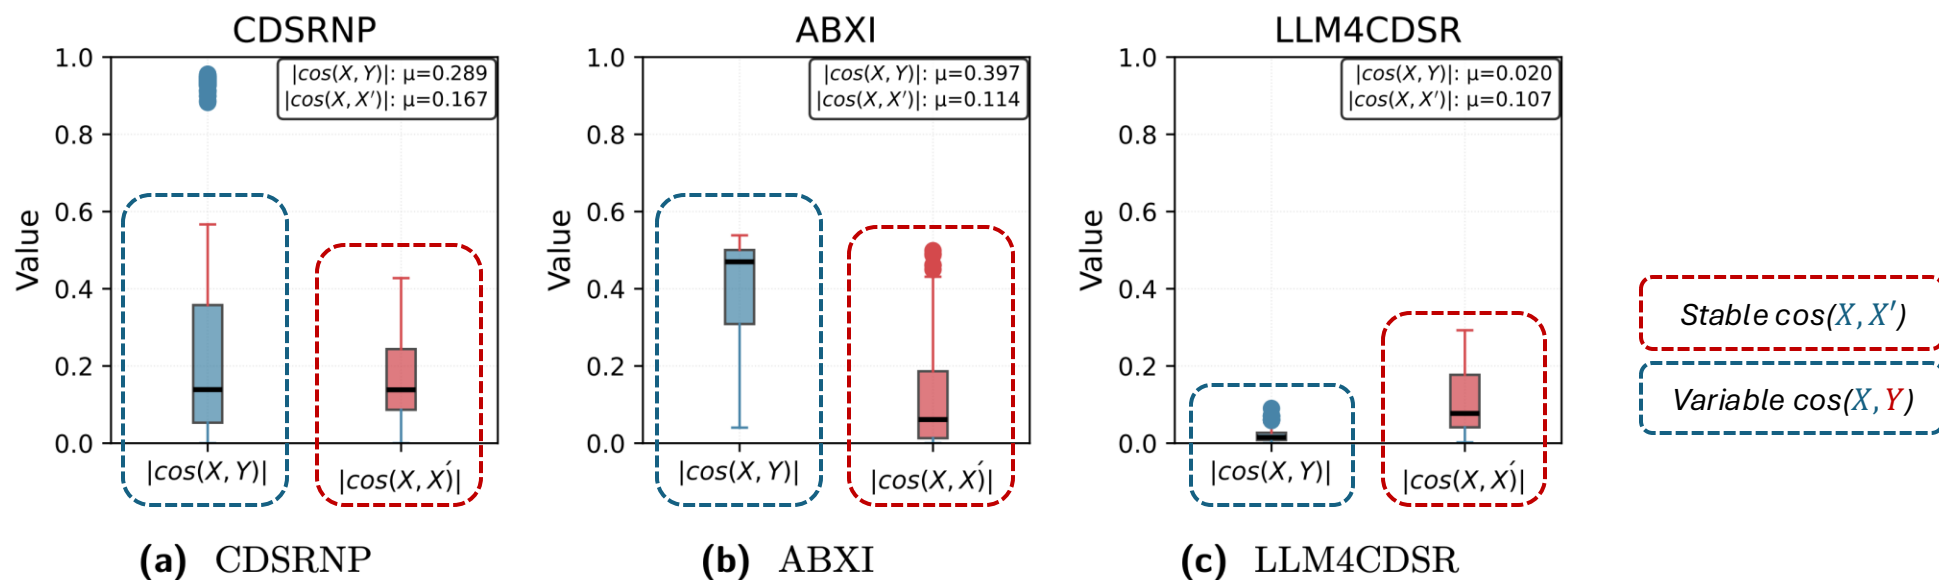 CDSRNP
|cos(X, Y)|: μ=0.289
|cos(X, X′)|: μ=0.167
Value
1.0
0.8
0.6
0.4
0.2
0.0
|cos(X, Y)|
|cos(X, X′)|
(a) CDSRNP
ABXI
|cos(X, Y)|: μ=0.397
|cos(X, X′)|: μ=0.114
Value
1.0
0.8
0.6
0.4
0.2
0.0
|cos(X, Y)|
|cos(X, X′)|
(b) ABXI
LLM4CDSR
|cos(X, Y)|: μ=0.020
|cos(X, X′)|: μ=0.107
Value
1.0
0.8
0.6
0.4
0.2
0.0
|cos(X, Y)|
|cos(X, X′)|
(c) LLM4CDSR
Stable cos(X, X′)
Variable cos(X, Y)